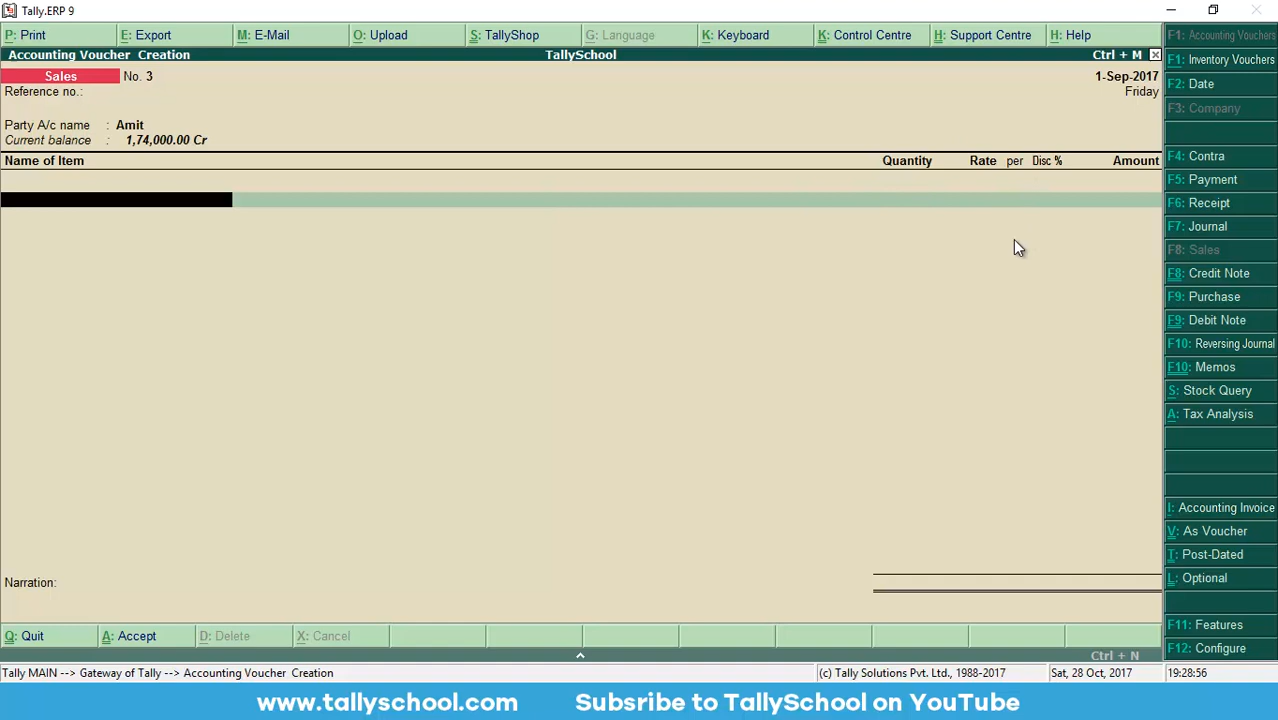 Tally.ERP 9
P: Print E: Export M: E-Mail O: Upload S: TallyShop G: Language K: Keyboard K: Control Centre H: Support Centre H: Help
F1: Accounting Vouchers
Accounting Voucher Creation TallySchool Ctrl + M
F1: Inventory Vouchers
Sales No. 3 1-Sep-2017
F2: Date
Reference no.: Friday
F3: Company
Party A/c name : Amit
Current balance : 1,74,000.00 Cr
Name of Item Quantity Rate per Disc % Amount
F4: Contra
F5: Payment
F6: Receipt
F7: Journal
F8: Sales
F8: Credit Note
F9: Purchase
F9: Debit Note
F10: Reversing Journal
F10: Memos
S: Stock Query
A: Tax Analysis
I: Accounting Invoice
V: As Voucher
T: Post-Dated
L: Optional
Narration:
F11: Features
Q: Quit A: Accept D: Delete X: Cancel
F12: Configure
Ctrl + N
Tally MAIN --> Gateway of Tally --> Accounting Voucher Creation (c) Tally Solutions Pvt. Ltd., 1988-2017 Sat, 28 Oct, 2017 19:28:56
www.tallyschool.com Subsribe to TallySchool on YouTube